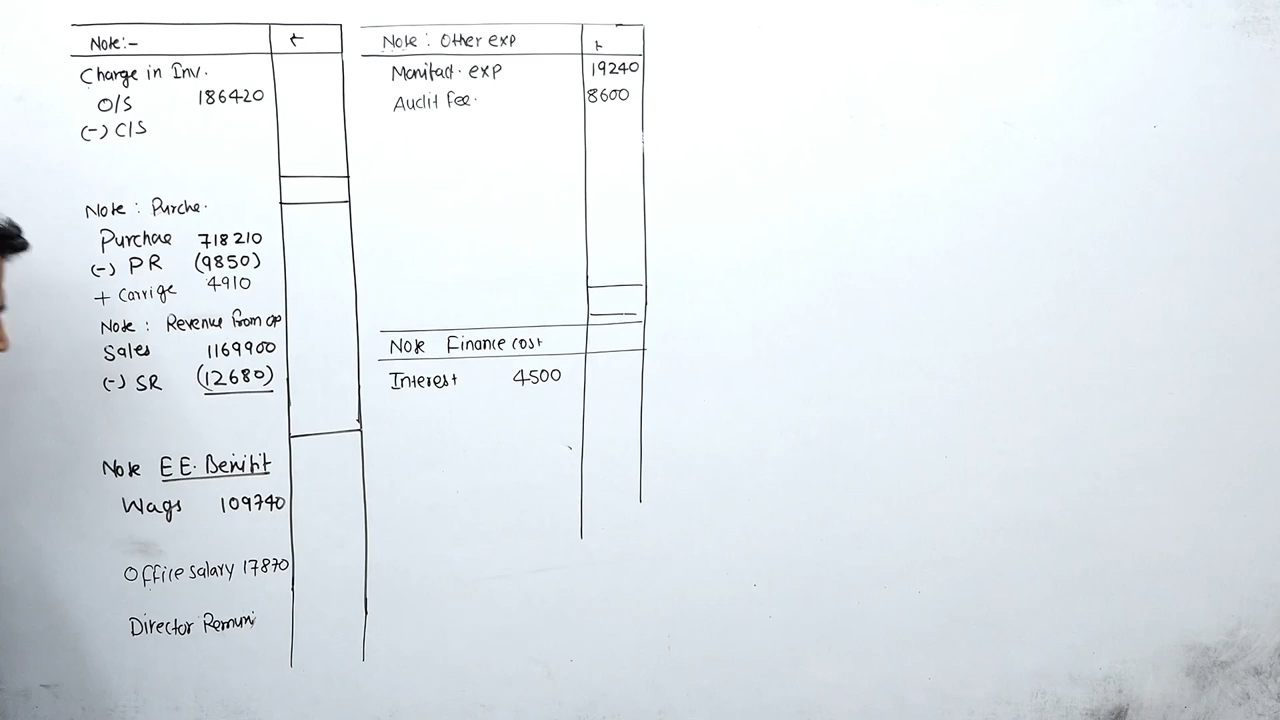 Note:- ₹
Charge in Inv.
O/S 186420
(-) C/S
Note : Purche.
Purchae 718210
(-) PR (9850)
+ Carrige 4910
Note : Revenue from op
Sales 1169900
(-) SR (12680)
Note E E. Benifit
Wags 109740
Office salary 17870
Director Remuni
Note : Other exp ₹
Manifact. exp 19240
Audit Fee. 8600
Note Finance cost
Interest 4500